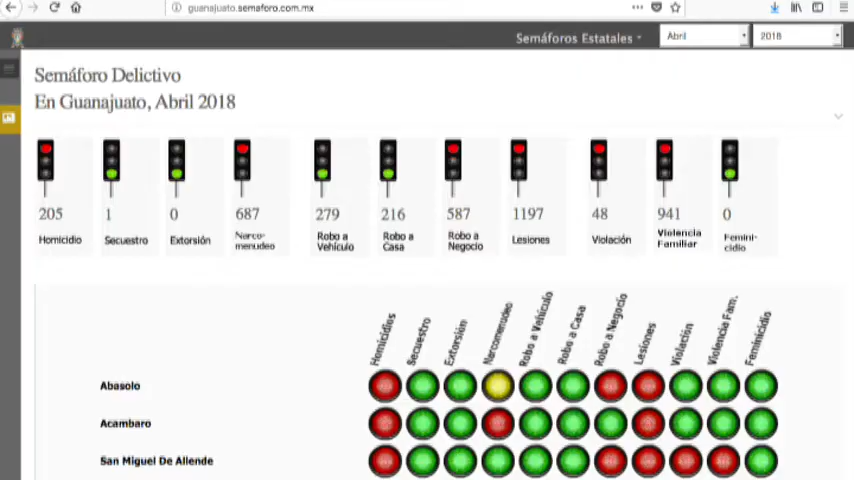 guanajuato.semaforo.com.mx
Semáforos Estatales
Abril
2018
Semáforo Delictivo
En Guanajuato, Abril 2018
205
1
0
687
279
216
587
1197
48
941
0
Homicidio
Secuestro
Extorsión
Narco-
menudeo
Robo a
Vehículo
Robo a
Casa
Robo a
Negocio
Lesiones
Violación
Violencia
Familiar
Femini-
cidio
Homicidios
Secuestro
Extorsión
Narcomenudeo
Robo a Vehículo
Robo a Casa
Robo a Negocio
Lesiones
Violación
Violencia Fam.
Feminicidio
Abasolo
Acambaro
San Miguel De Allende